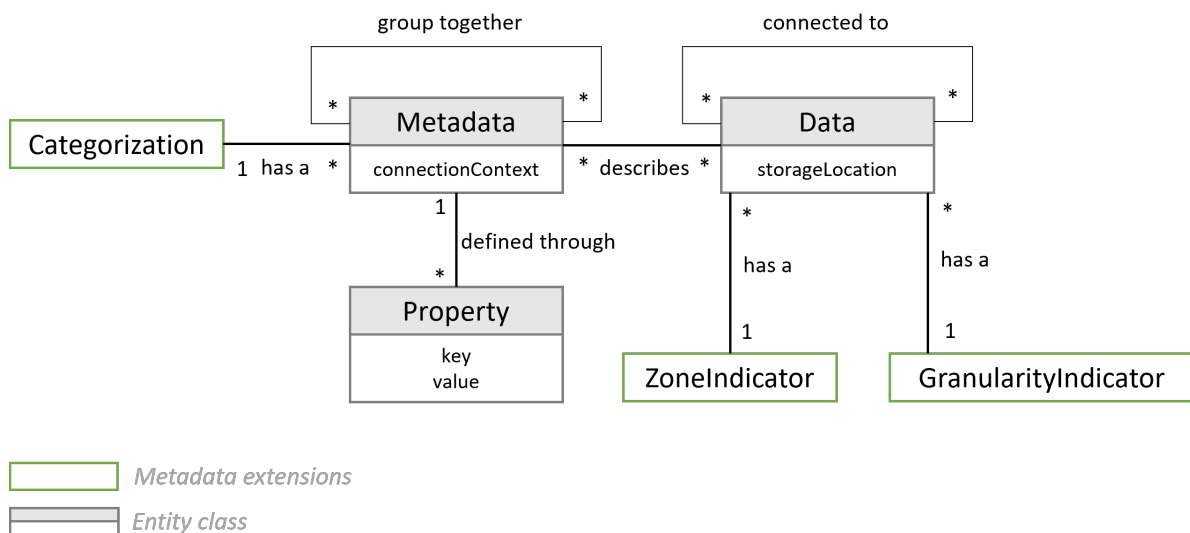 group together
connected to
* * * *
Metadata
Data
Categorization
1 has a *
connectionContext
* describes *
storageLocation
1
*
*
defined through
has a
has a
*
Property
key
value
1
1
ZoneIndicator
GranularityIndicator
Metadata extensions
Entity class